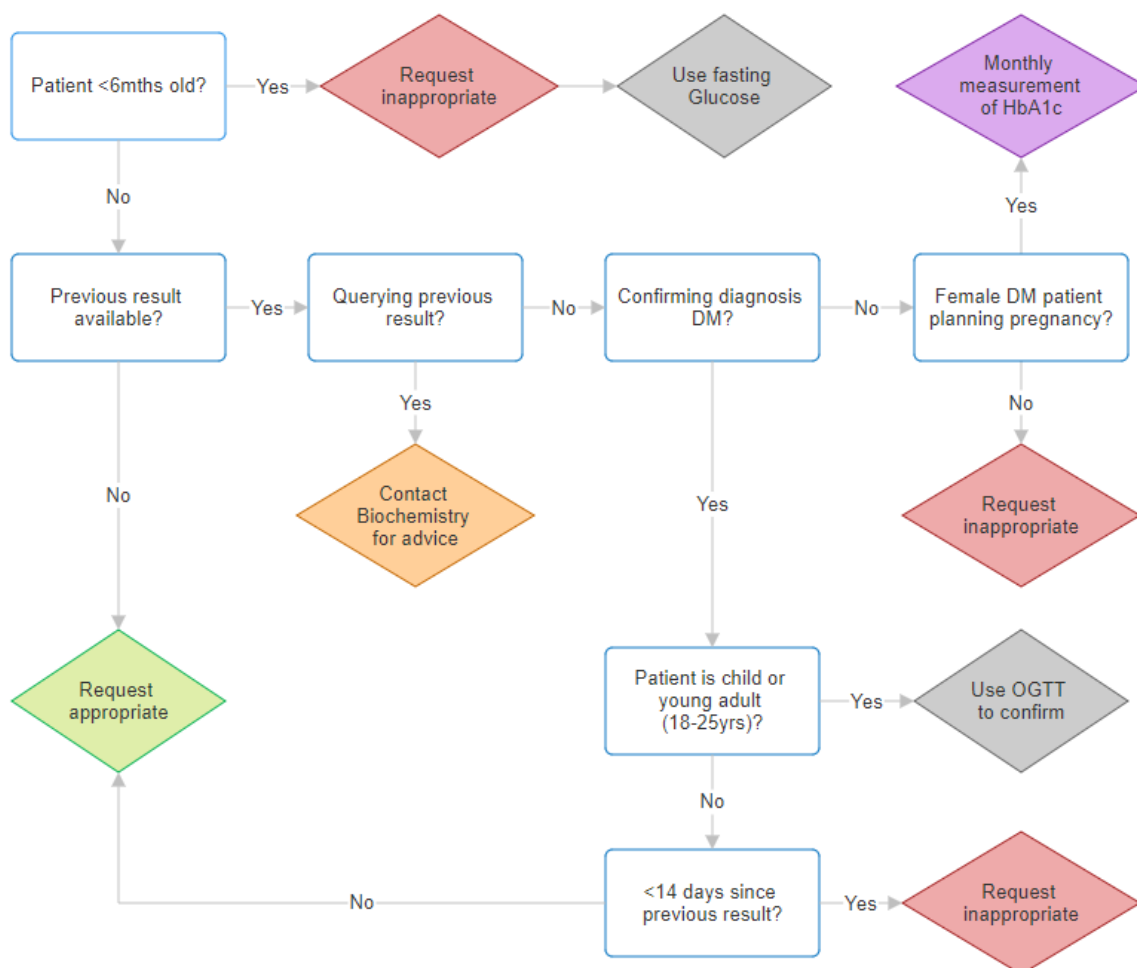 Patient <6mths old?
Yes
Request
inappropriate
Use fasting
Glucose
Monthly
measurement
of HbA1c
No
Yes
Previous result
available?
Yes
Querying previous
result?
No
Confirming diagnosis
DM?
No
Female DM patient
planning pregnancy?
Yes
No
No
Contact
Biochemistry
for advice
Yes
Request
inappropriate
Request
appropriate
Patient is child or
young adult
(18-25yrs)?
Yes
Use OGTT
to confirm
No
No
<14 days since
previous result?
Yes
Request
inappropriate